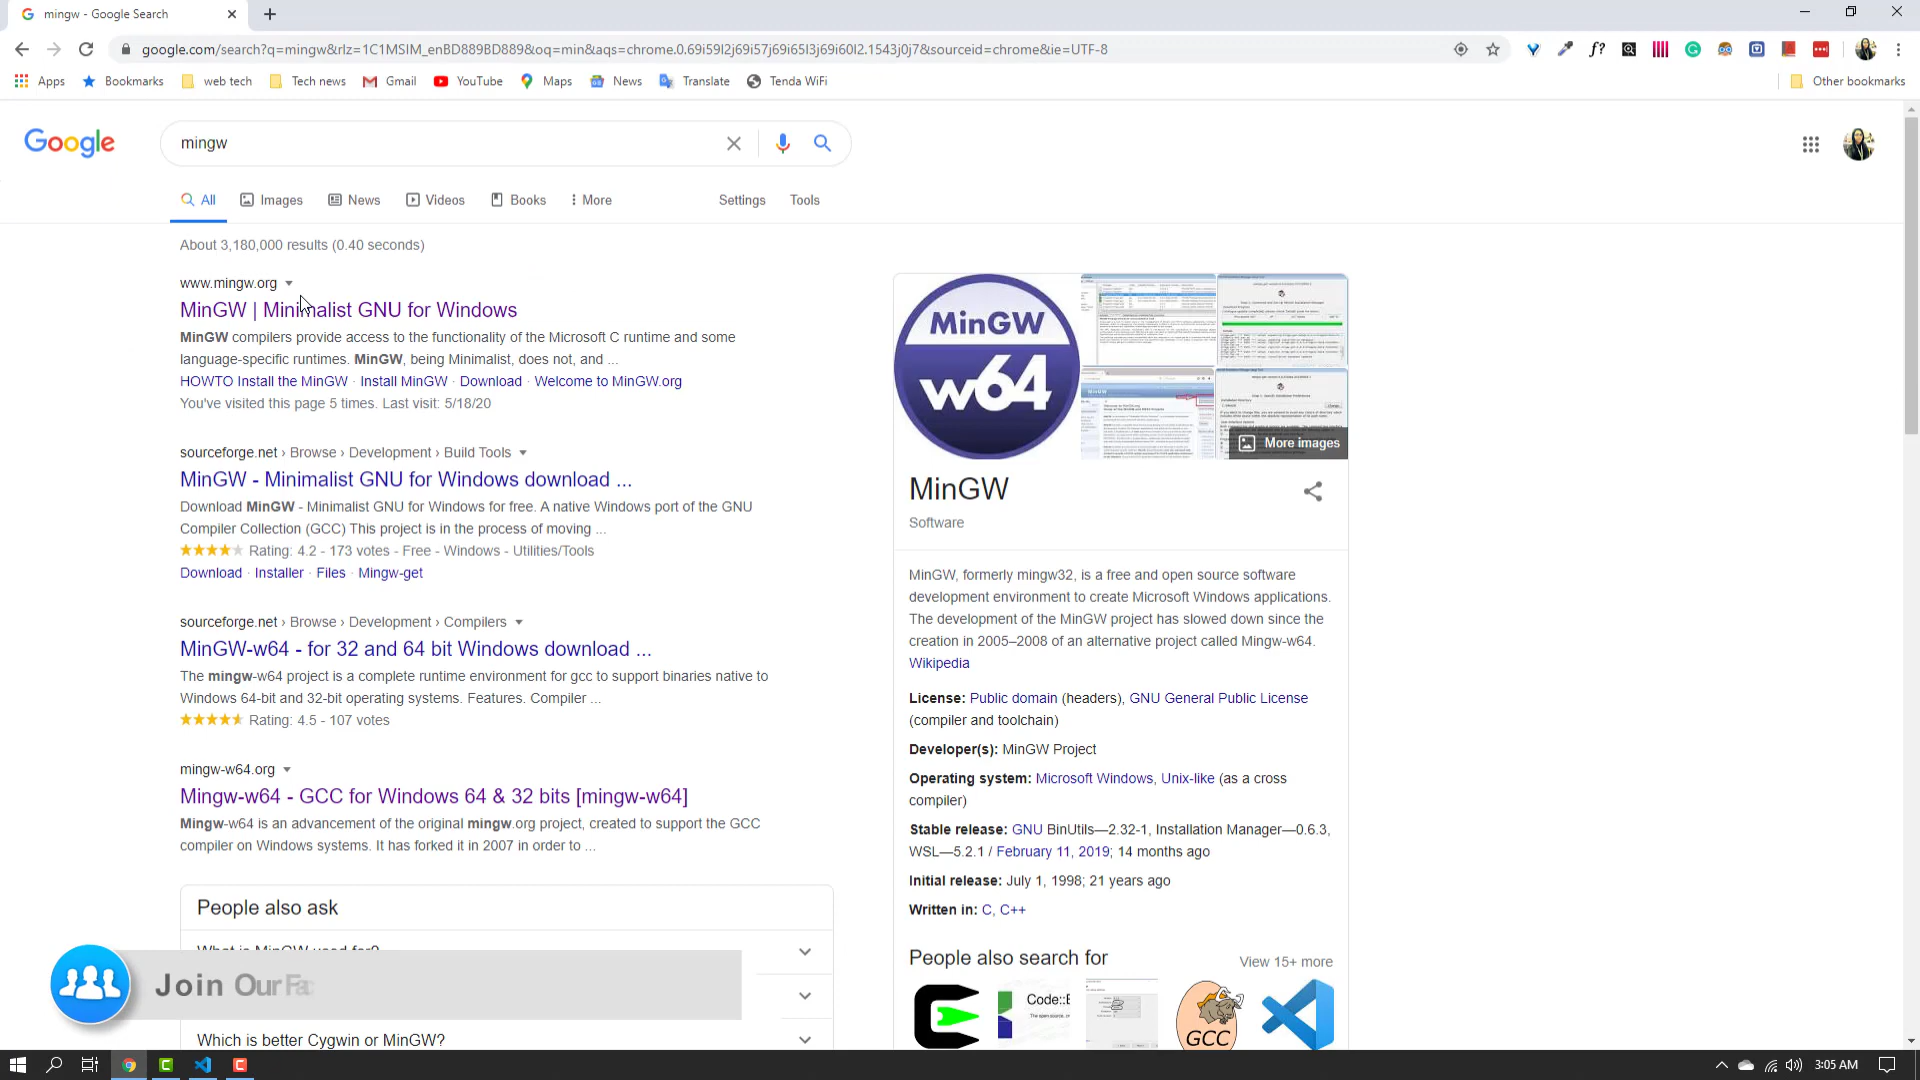 mingw - Google Search
google.com/search?q=mingw&rlz=1C1MSIM_enBD889BD889&oq=min&aqs=chrome.0.69i59l2j69i57j69i65l3j69i60l2.1543j0j7&sourceid=chrome&ie=UTF-8
Apps Bookmarks web tech Tech news Gmail YouTube Maps News Translate Tenda WiFi Other bookmarks
Google mingw
All Images News Videos Books More Settings Tools
About 3,180,000 results (0.40 seconds)
www.mingw.org
MinGW | Minimalist GNU for Windows
MinGW compilers provide access to the functionality of the Microsoft C runtime and some
language-specific runtimes. MinGW, being Minimalist, does not, and ...
HOWTO Install the MinGW · Install MinGW · Download · Welcome to MinGW.org
You've visited this page 5 times. Last visit: 5/18/20
sourceforge.net › Browse › Development › Build Tools
MinGW - Minimalist GNU for Windows download ...
Download MinGW - Minimalist GNU for Windows for free. A native Windows port of the GNU
Compiler Collection (GCC) This project is in the process of moving ...
Rating: 4.2 - 173 votes - Free - Windows - Utilities/Tools
Download · Installer · Files · Mingw-get
sourceforge.net › Browse › Development › Compilers
MinGW-w64 - for 32 and 64 bit Windows download ...
The mingw-w64 project is a complete runtime environment for gcc to support binaries native to
Windows 64-bit and 32-bit operating systems. Features. Compiler ...
Rating: 4.5 - 107 votes
mingw-w64.org
Mingw-w64 - GCC for Windows 64 & 32 bits [mingw-w64]
Mingw-w64 is an advancement of the original mingw.org project, created to support the GCC
compiler on Windows systems. It has forked it in 2007 in order to ...
People also ask
What is MinGW used for?
Join Our Fac
Which is better Cygwin or MinGW?
MinGW
w64
More images
MinGW
Software
MinGW, formerly mingw32, is a free and open source software
development environment to create Microsoft Windows applications.
The development of the MinGW project has slowed down since the
creation in 2005–2008 of an alternative project called Mingw-w64.
Wikipedia
License: Public domain (headers), GNU General Public License
(compiler and toolchain)
Developer(s): MinGW Project
Operating system: Microsoft Windows, Unix-like (as a cross
compiler)
Stable release: GNU BinUtils—2.32-1, Installation Manager—0.6.3,
WSL—5.2.1 / February 11, 2019; 14 months ago
Initial release: July 1, 1998; 21 years ago
Written in: C, C++
People also search for View 15+ more
Code::
GCC
3:05 AM